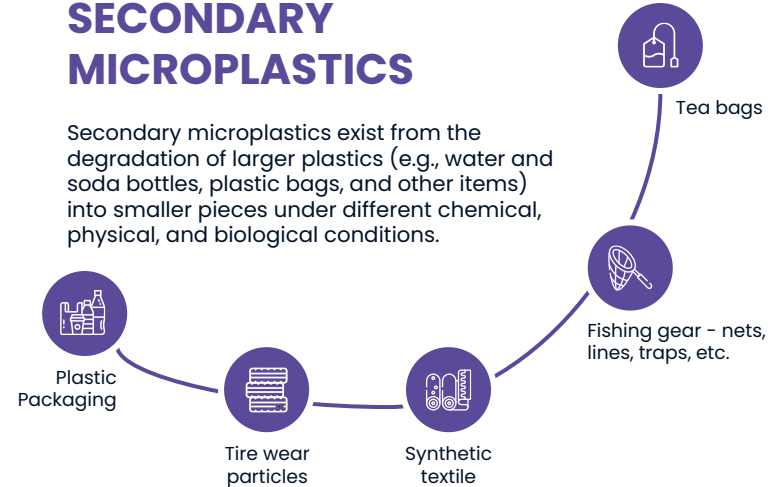 SECONDARY
MICROPLASTICS
Secondary microplastics exist from the
degradation of larger plastics (e.g., water and
soda bottles, plastic bags, and other items)
into smaller pieces under different chemical,
physical, and biological conditions.
Tea bags
Fishing gear - nets,
lines, traps, etc.
Plastic
Packaging
Tire wear
particles
Synthetic
textile